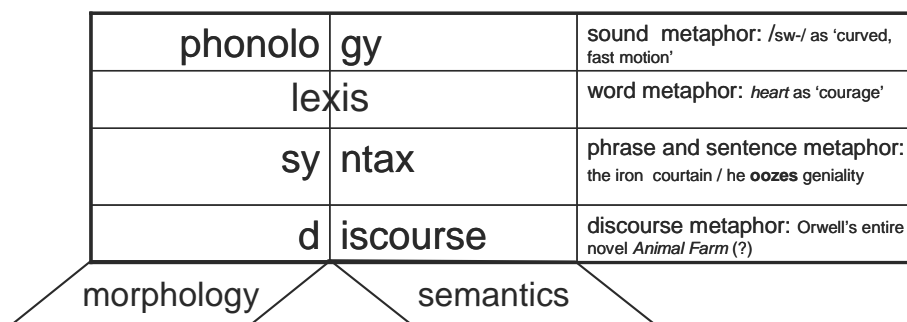 phonolo gy
sound metaphor: /sw-/ as ‘curved,
fast motion’
lexis
word metaphor: heart as ‘courage’
sy ntax
phrase and sentence metaphor:
the iron courtain / he oozes geniality
d iscourse
discourse metaphor: Orwell’s entire
novel Animal Farm (?)
morphology semantics